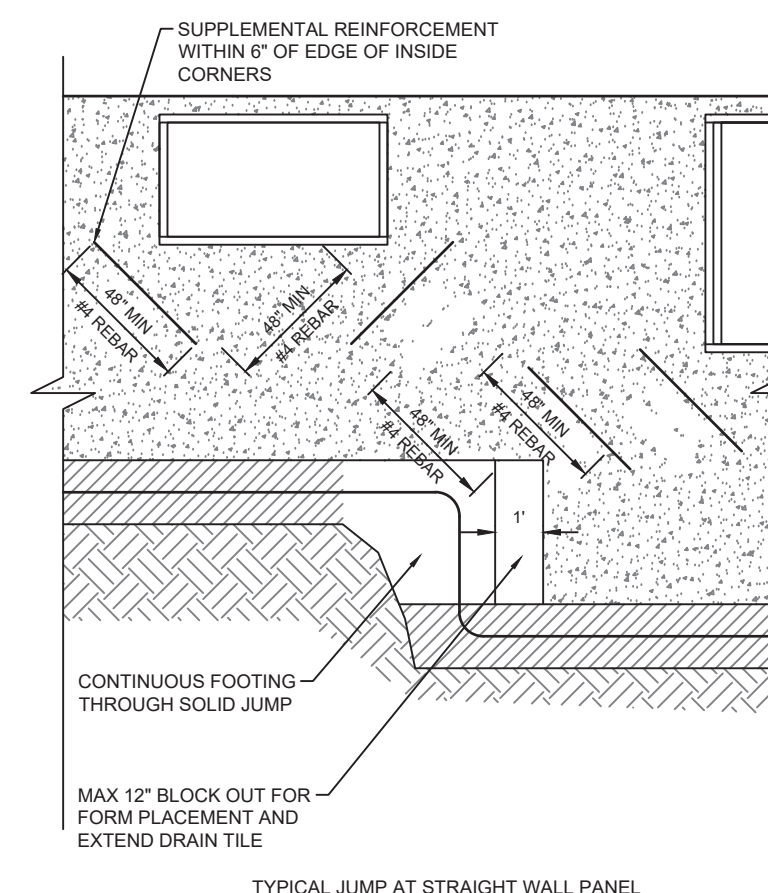 SUPPLEMENTAL REINFORCEMENT
WITHIN 6" OF EDGE OF INSIDE
CORNERS
48" MIN
#4 REBAR
48" MIN
#4 REBAR
48" MIN
#4 REBAR
48" MIN
#4 REBAR
1'
CONTINUOUS FOOTING
THROUGH SOLID JUMP
MAX 12" BLOCK OUT FOR
FORM PLACEMENT AND
EXTEND DRAIN TILE
TYPICAL JUMP AT STRAIGHT WALL PANEL